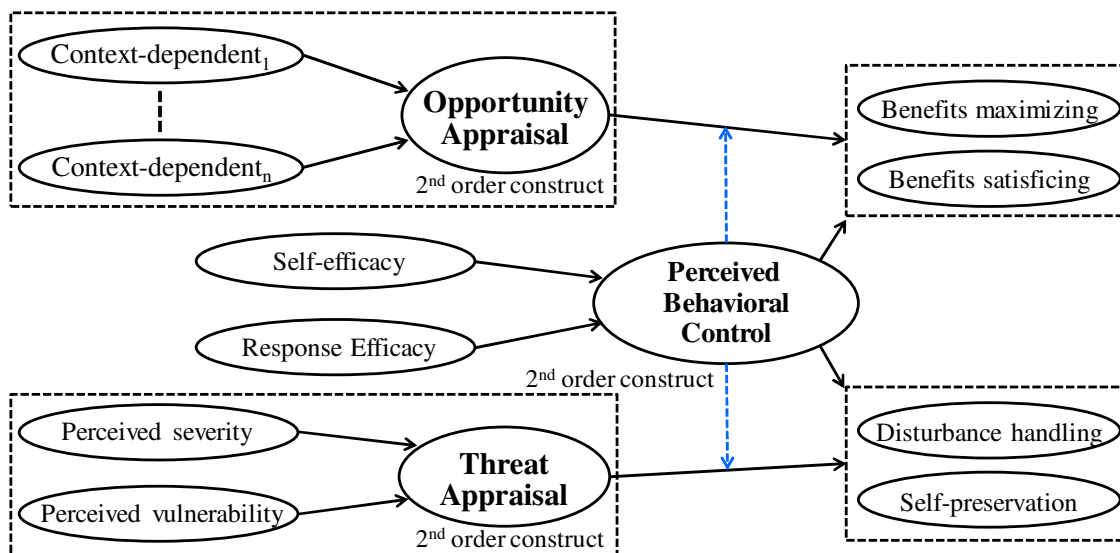 Context-dependent₁
Context-dependentₙ
Opportunity
Appraisal
2ⁿᵈ order construct
Benefits maximizing
Benefits satisficing
Self-efficacy
Response Efficacy
Perceived
Behavioral
Control
2ⁿᵈ order construct
Perceived severity
Perceived vulnerability
Threat
Appraisal
2ⁿᵈ order construct
Disturbance handling
Self-preservation